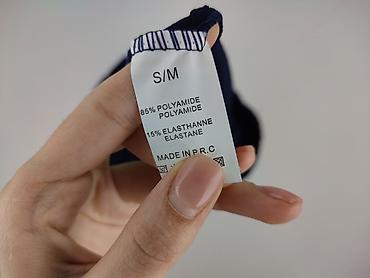 S/M
85% POLYAMIDE
POLYAMIDE
15% ELASTHANNE
ELASTANE
MADE IN P.R.C